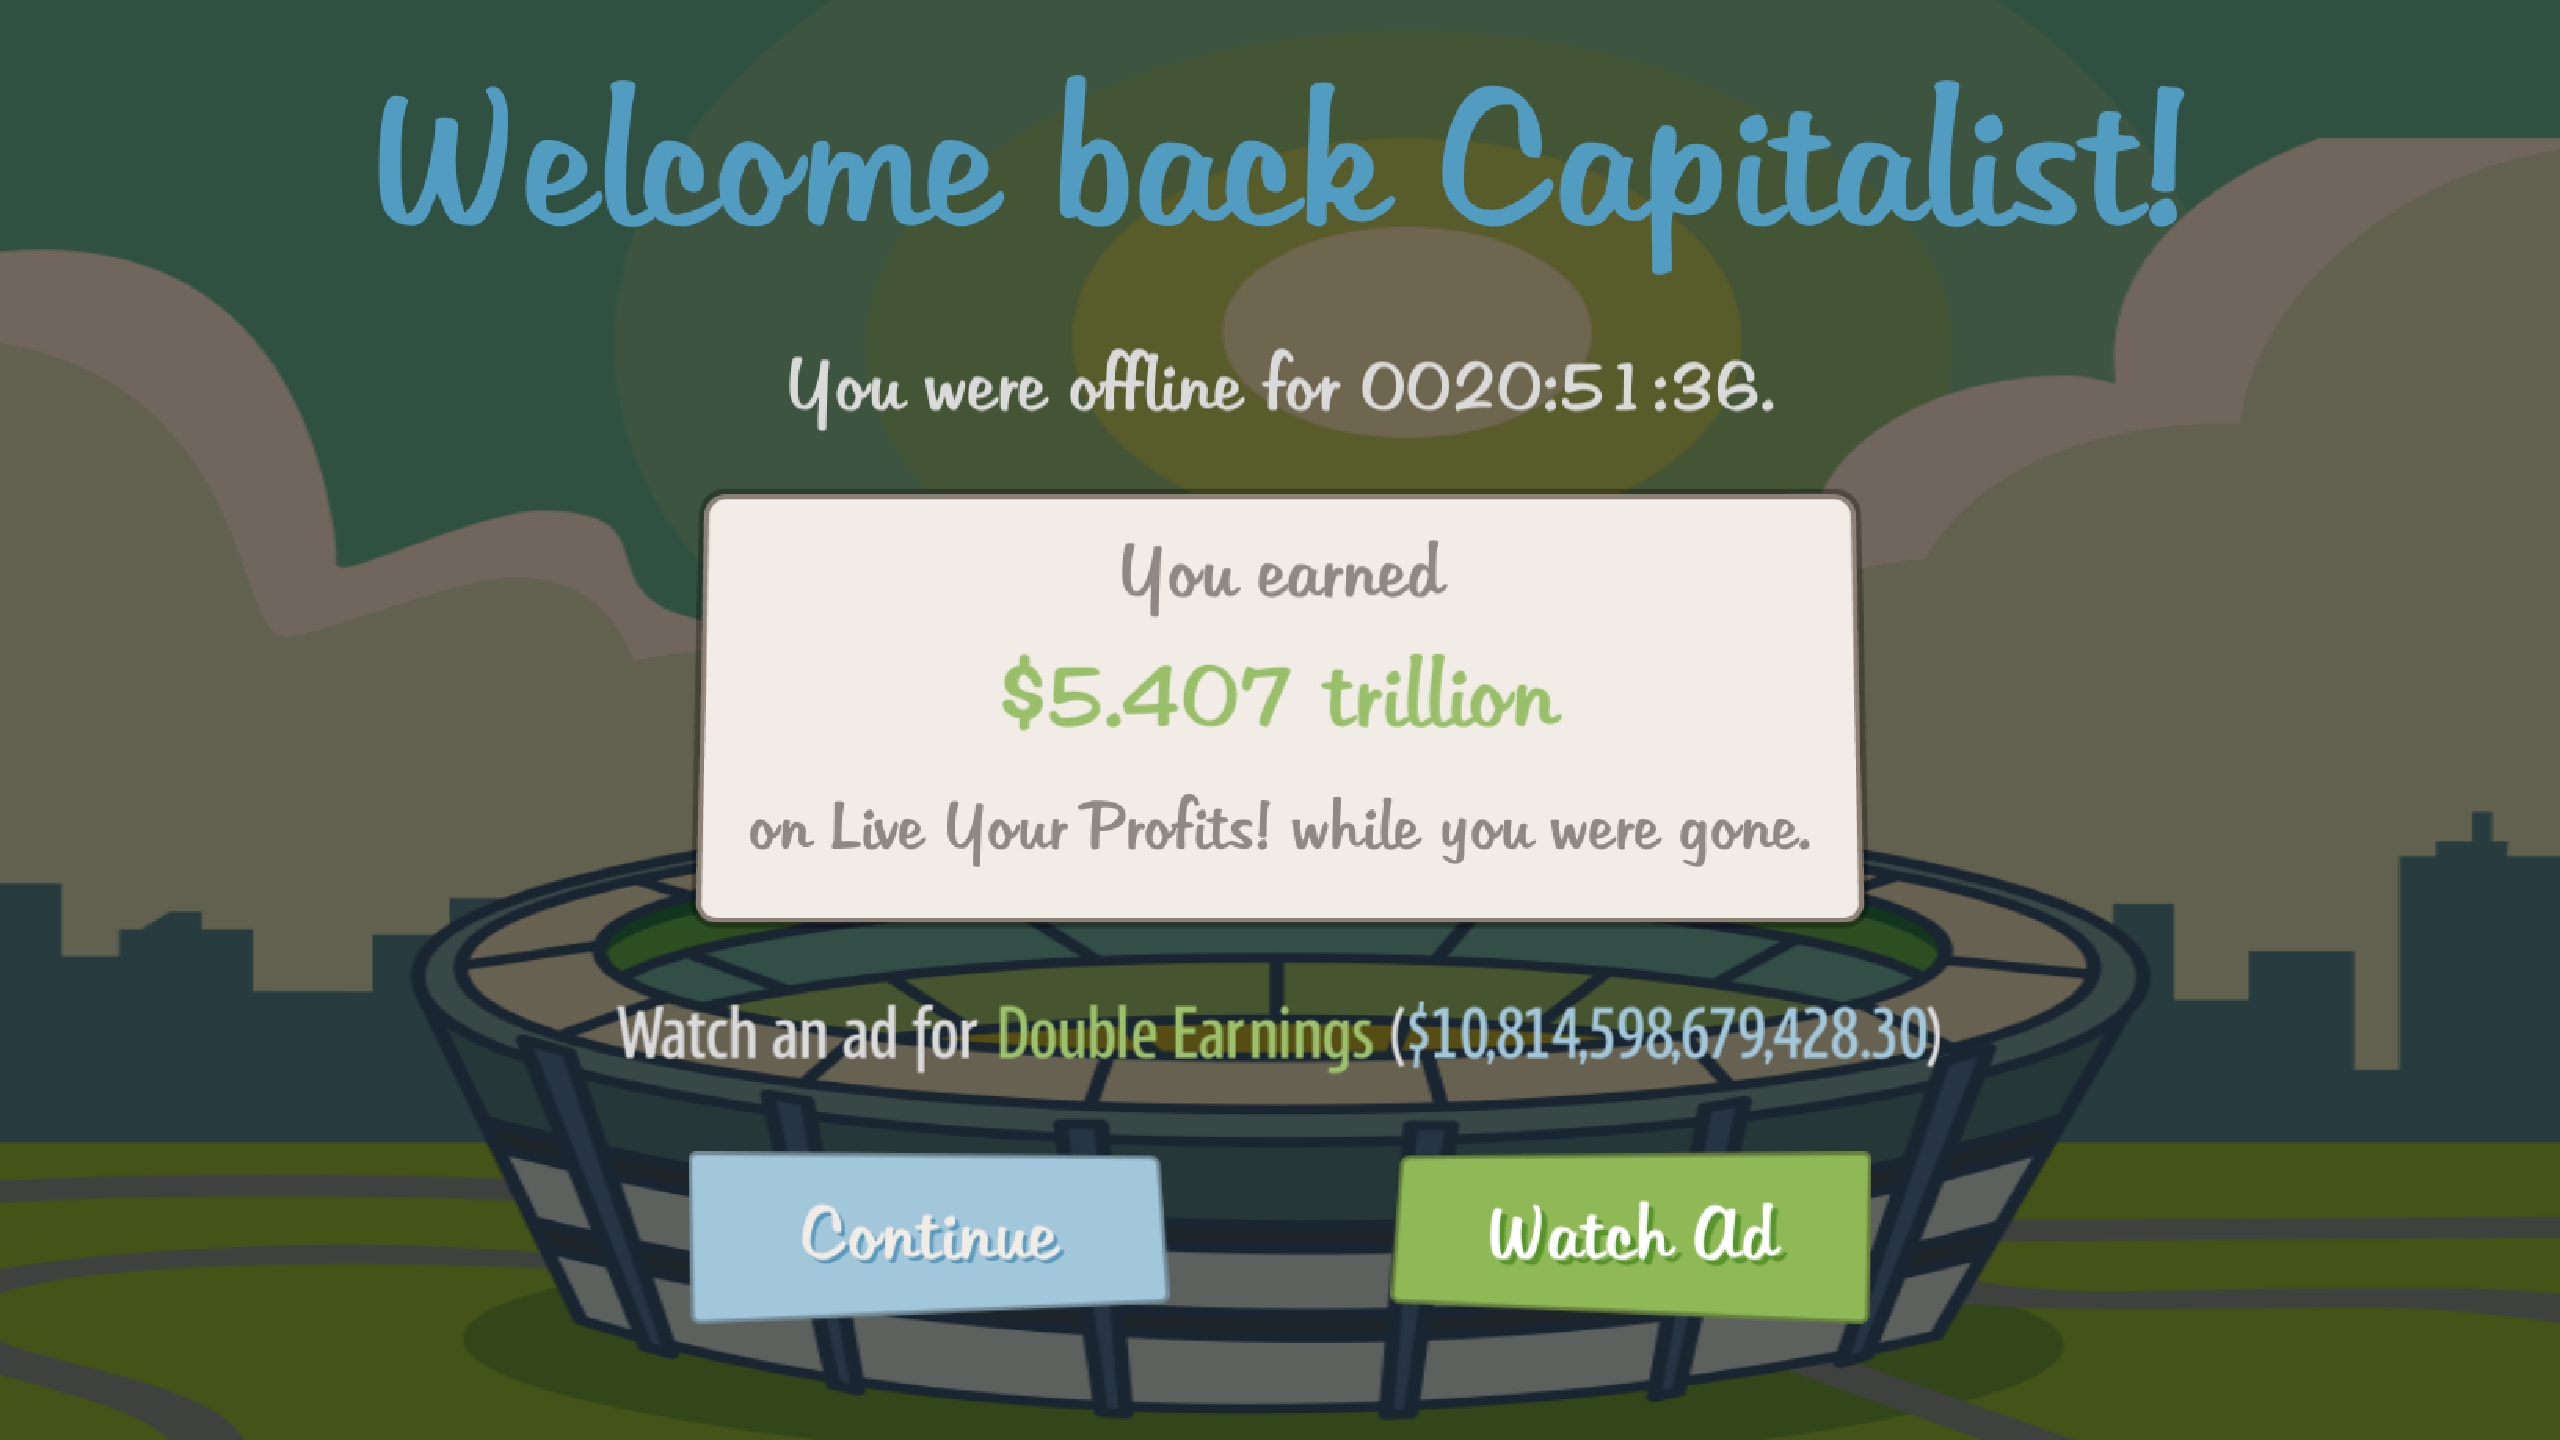 Welcome back Capitalist!
You were offline for 0020:51:36.
You earned
$5.407 trillion
on Live Your Profits! while you were gone.
Watch an ad for Double Earnings ($10,814,598,679,428.30)
Continue
Watch Ad